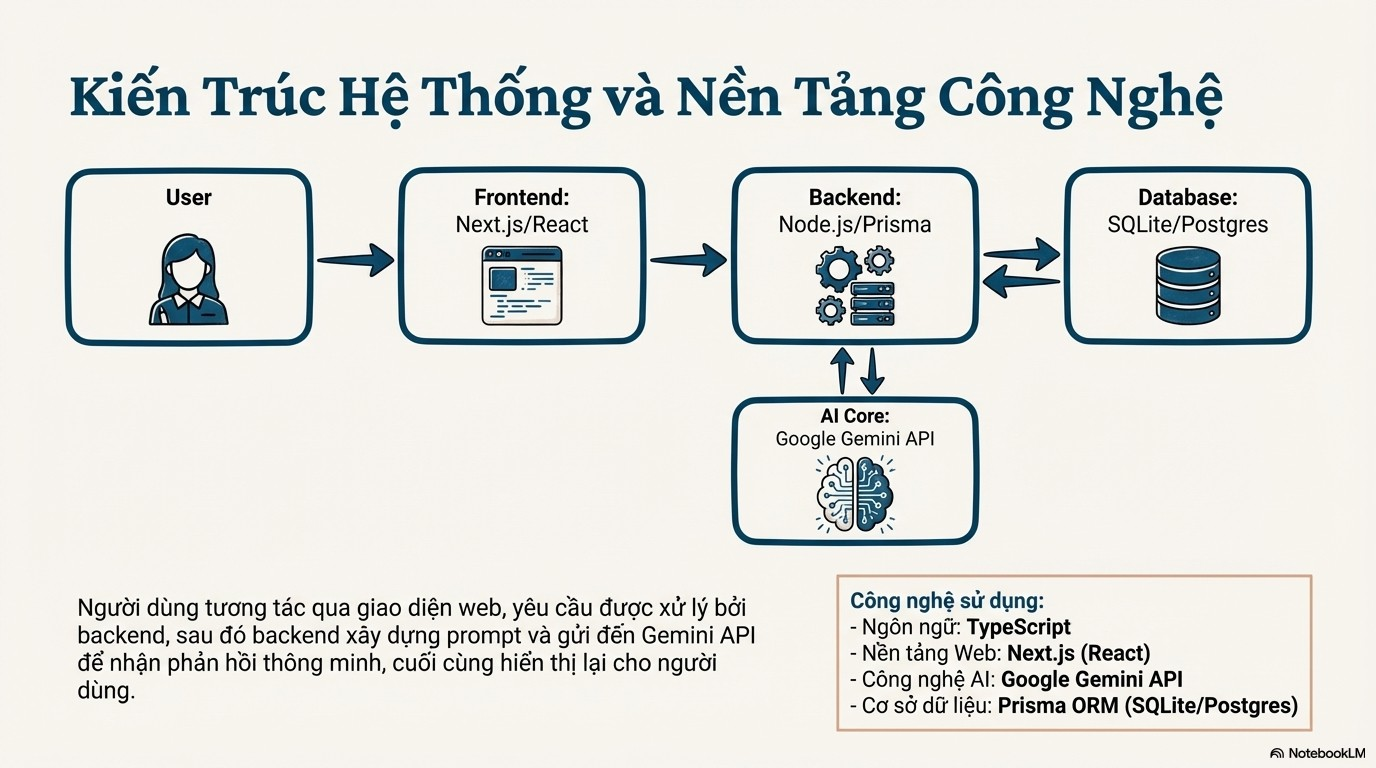 Kiến Trúc Hệ Thống và Nền Tảng Công Nghệ
User
Frontend:
Next.js/React
Backend:
Node.js/Prisma
Database:
SQLite/Postgres
AI Core:
Google Gemini API
Người dùng tương tác qua giao diện web, yêu cầu được xử lý bởi
backend, sau đó backend xây dựng prompt và gửi đến Gemini API
để nhận phản hồi thông minh, cuối cùng hiển thị lại cho người
dùng.
Công nghệ sử dụng:
- Ngôn ngữ: TypeScript
- Nền tảng Web: Next.js (React)
- Công nghệ AI: Google Gemini API
- Cơ sở dữ liệu: Prisma ORM (SQLite/Postgres)
NotebookLM